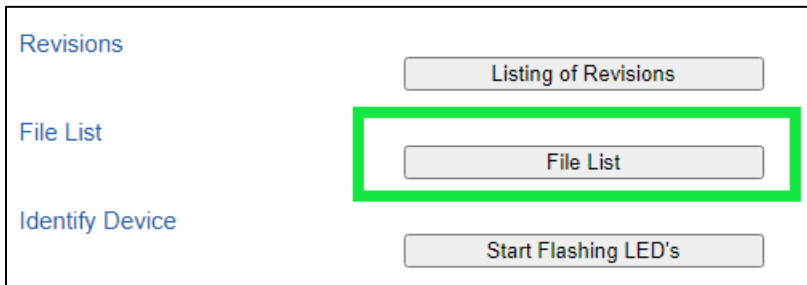 Revisions
Listing of Revisions
File List
File List
Identify Device
Start Flashing LED's